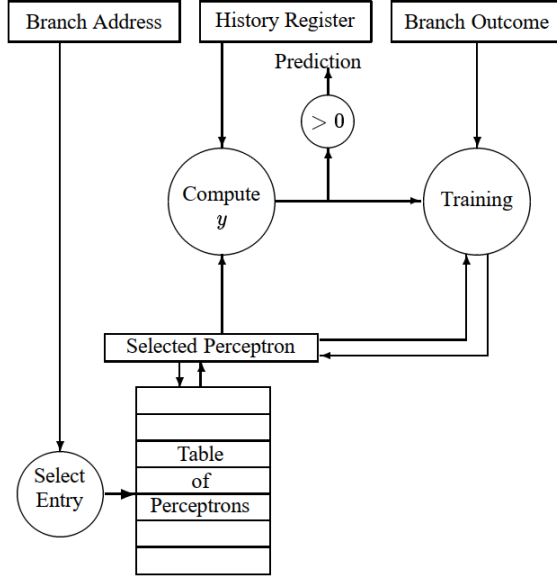 Branch Address
History Register
Branch Outcome
Prediction
> 0
Compute
y
Training
Selected Perceptron
Table
of
Perceptrons
Select
Entry